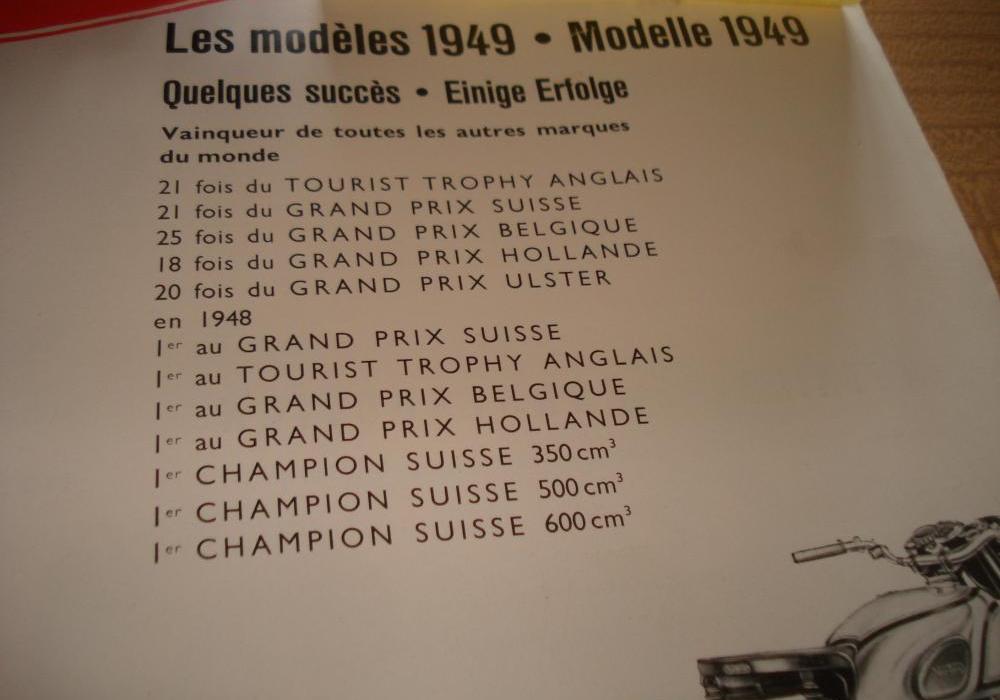 Les modèles 1949 • Modelle 1949
Quelques succès • Einige Erfolge
Vainqueur de toutes les autres marques
du monde
21 fois du TOURIST TROPHY ANGLAIS
21 fois du GRAND PRIX SUISSE
25 fois du GRAND PRIX BELGIQUE
18 fois du GRAND PRIX HOLLANDE
20 fois du GRAND PRIX ULSTER
en 1948
1er au GRAND PRIX SUISSE
1er au TOURIST TROPHY ANGLAIS
1er au GRAND PRIX BELGIQUE
1er au GRAND PRIX HOLLANDE
1er CHAMPION SUISSE 350 cm³
1er CHAMPION SUISSE 500 cm³
1er CHAMPION SUISSE 600 cm³